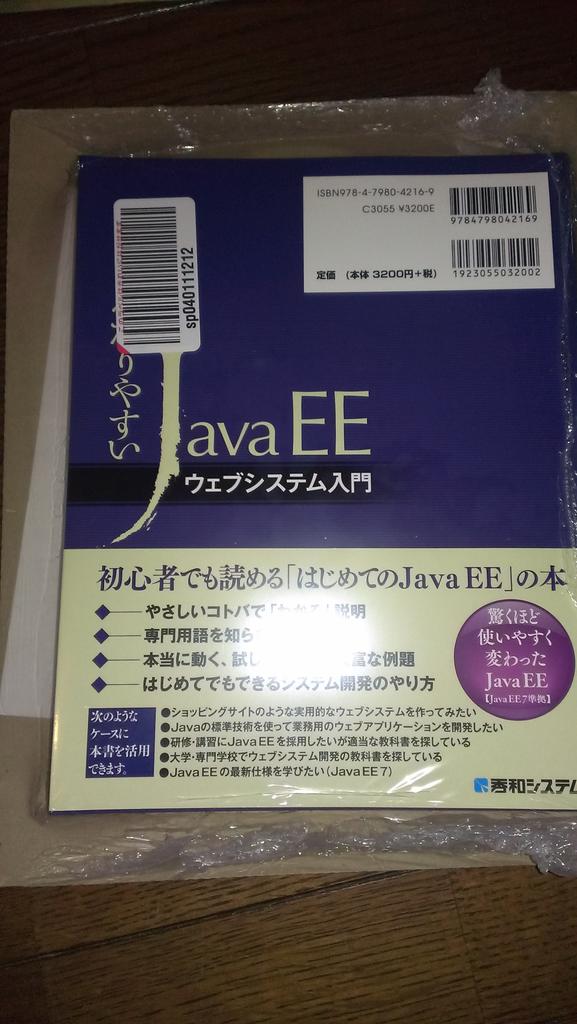 ISBN978-4-7980-4216-9
C3055 ¥3200E
9784798042169
定価 (本体 3200円+税)
1923055032002
sp040111212
りやすい
Java EE
ウェブシステム入門
初心者でも読める「はじめてのJava EE」の本
◆やさしいコトバで「わかる」説明
◆専門用語を知ら
◆本当に動く、試し 富な例題
◆はじめてでもできるシステム開発のやり方
驚くほど
使いやすく
変わった
Java EE
【Java EE 7準拠】
次のような
ケースに
本書を活用
できます。
●ショッピングサイトのような実用的なウェブシステムを作ってみたい
●Javaの標準技術を使って業務用のウェブアプリケーションを開発したい
●研修・講習にJava EEを採用したいが適当な教科書を探している
●大学・専門学校でウェブシステム開発の教科書を探している
●Java EEの最新仕様を学びたい(Java EE 7)
秀和システム